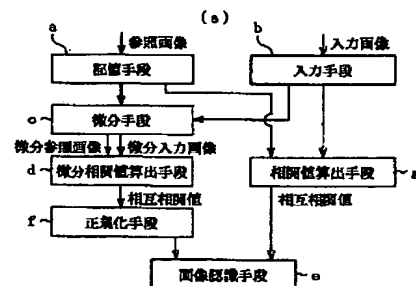 (a)
a
参照画像
記憶手段
b
入力画像
入力手段
c
微分手段
微分参照画像
微分入力画像
d
微分相関値算出手段
相互相関値
f
正規化手段
相関値算出手段
g
相互相関値
画像認識手段
e